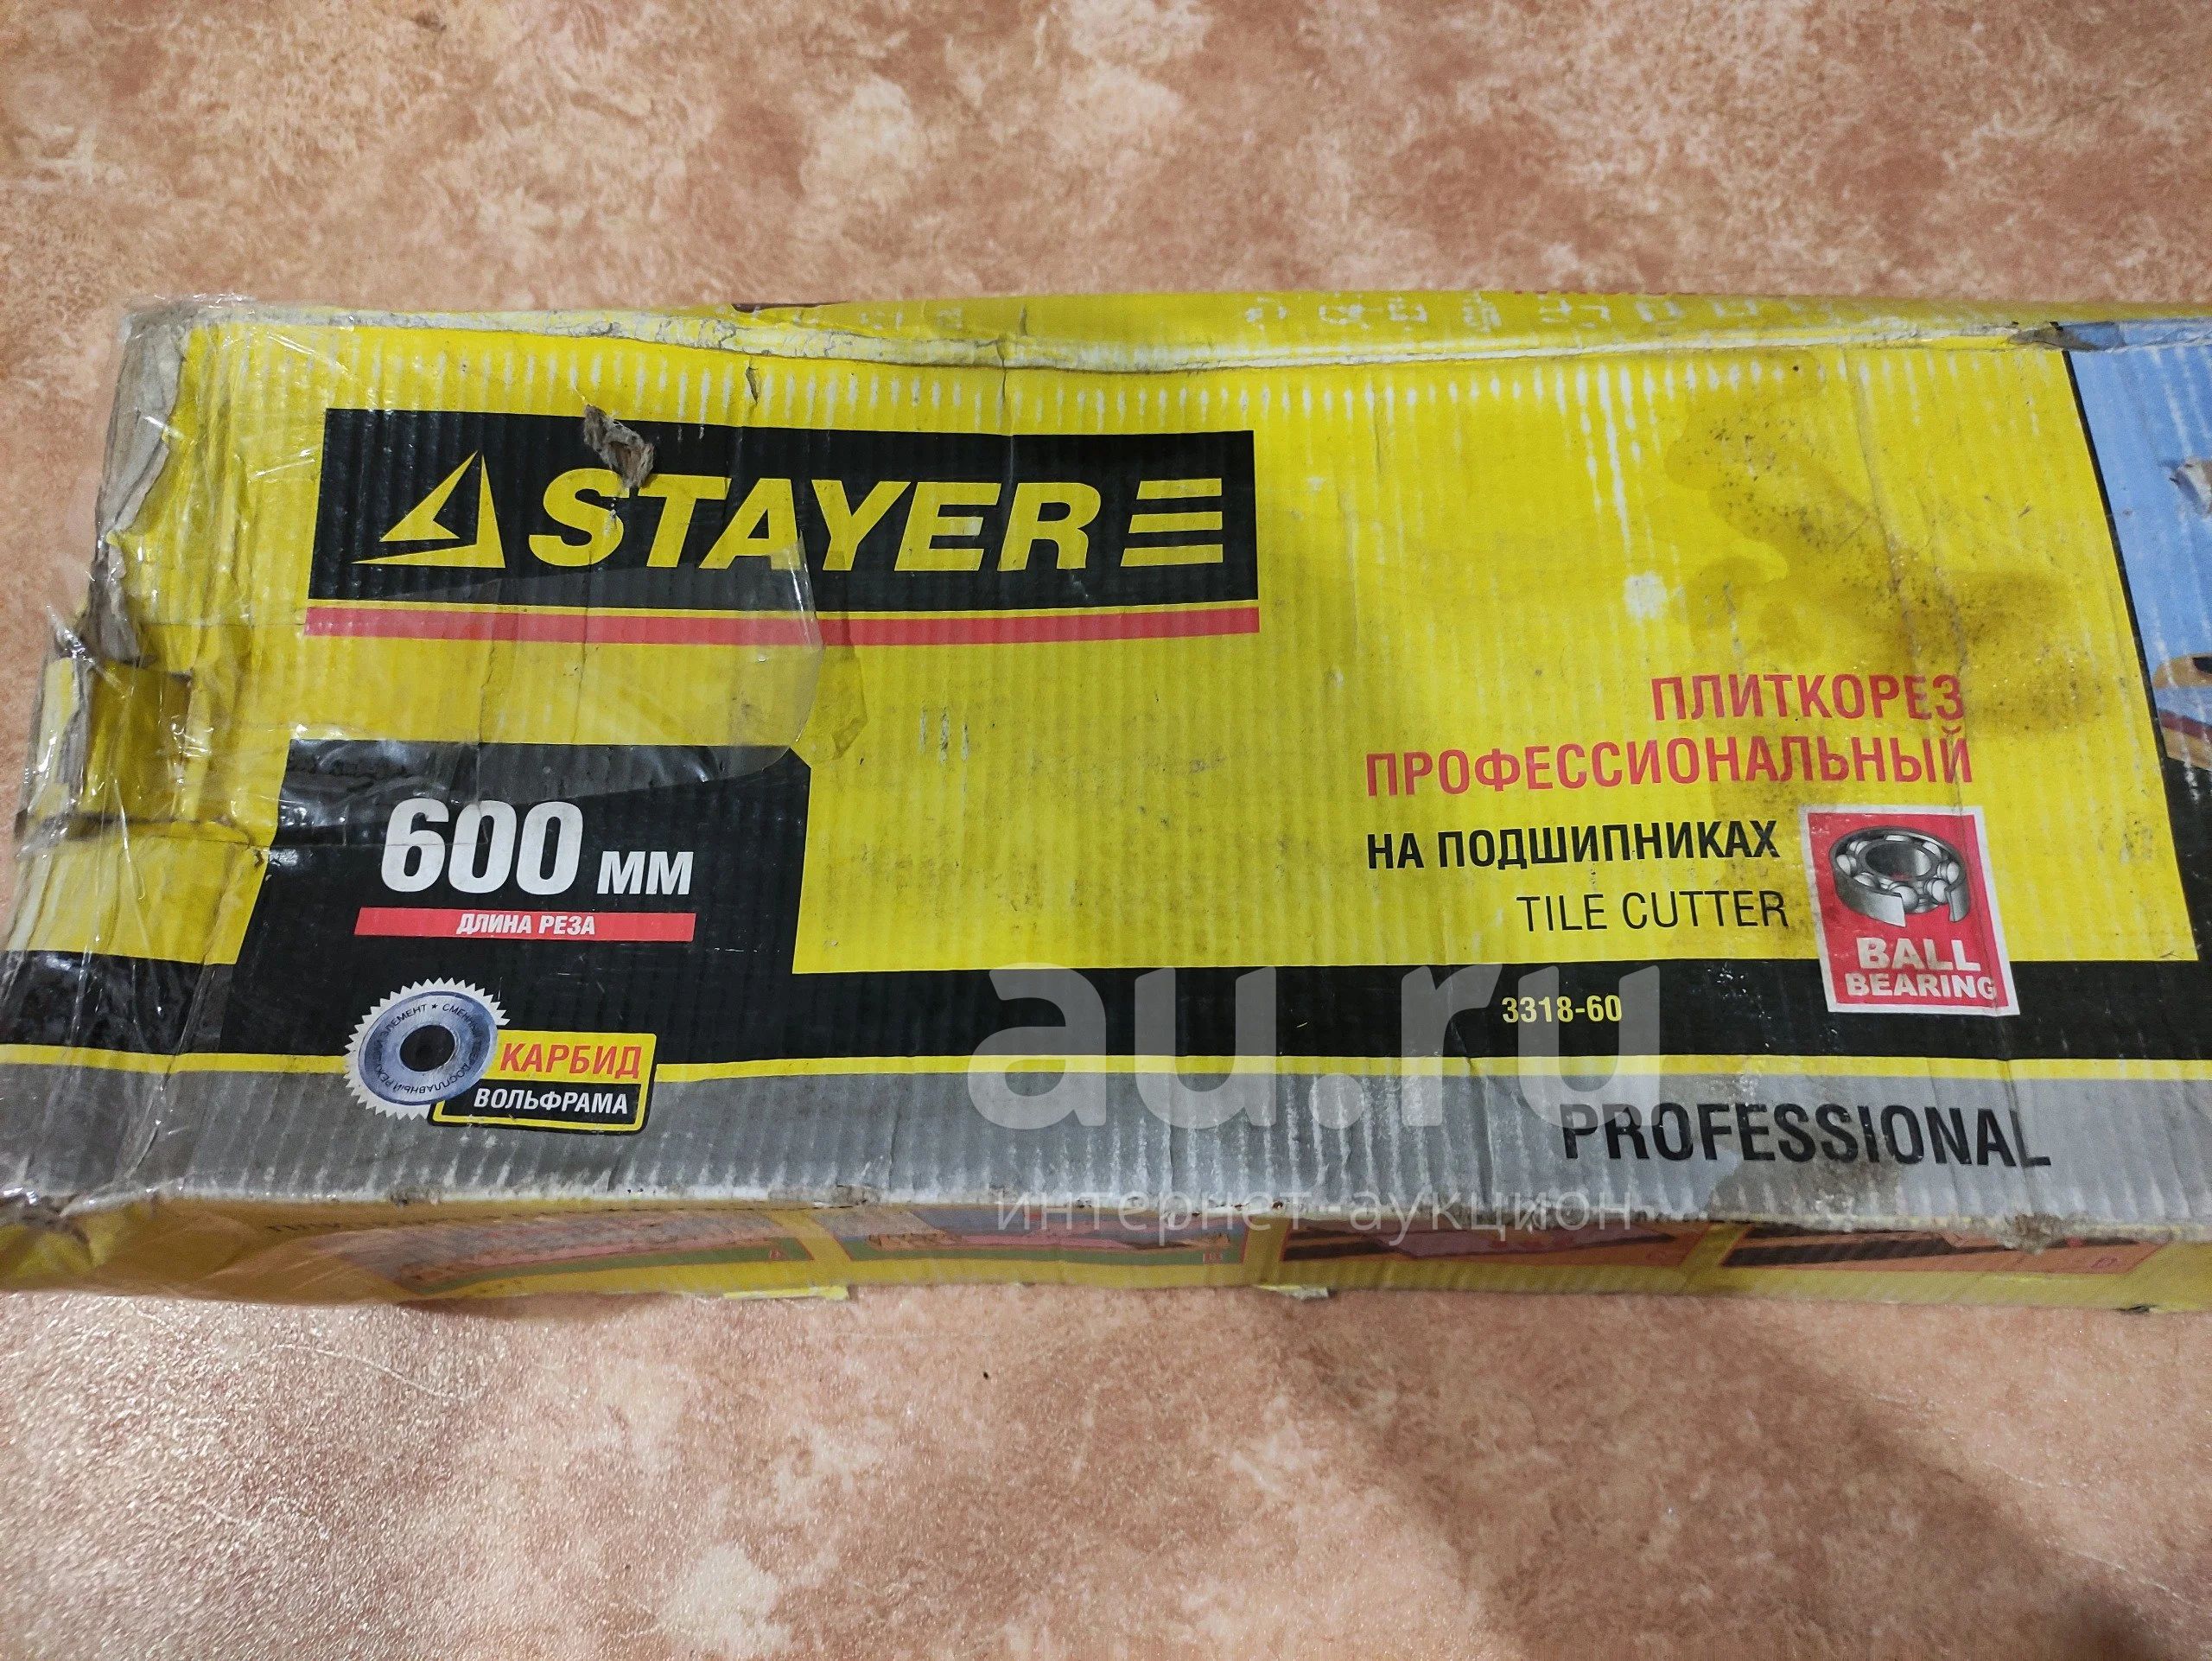 STAYER
ПЛИТКОРЕЗ
ПРОФЕССИОНАЛЬНЫЙ
НА ПОДШИПНИКАХ
TILE CUTTER
BALL
BEARING
600 ММ
ДЛИНА РЕЗА
3318-60
КАРБИД
ВОЛЬФРАМА
PROFESSIONAL
au.ru
интернет-аукцион